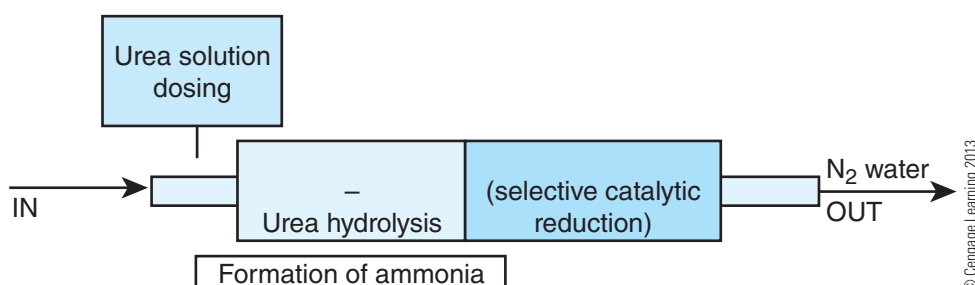 Urea solution
dosing
IN
–
Urea hydrolysis
(selective catalytic
reduction)
N₂ water
OUT
Formation of ammonia
© Cengage Learning 2013